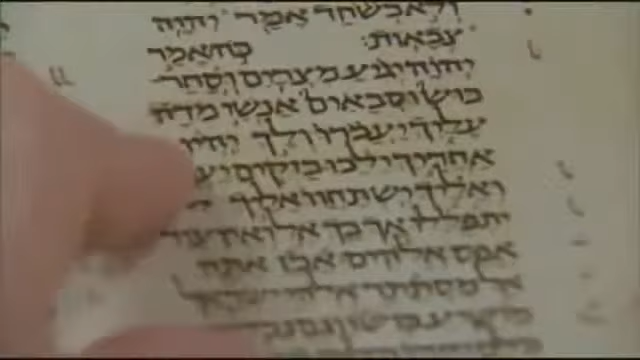 ולא בשחד אמר יהוה
צבאות: כה אמר
יהוה יגיע מצרים וסחר
כוש וסבאים אנשי מדה
עליך יעברו ולך יהיו
אחריך ילכו בזקים
ואליך ישתחוו אליך
יתפללו אך בך אל ואין עוד
אפס אלהים אכן אתה
אל מסתתר אלהי ישראל